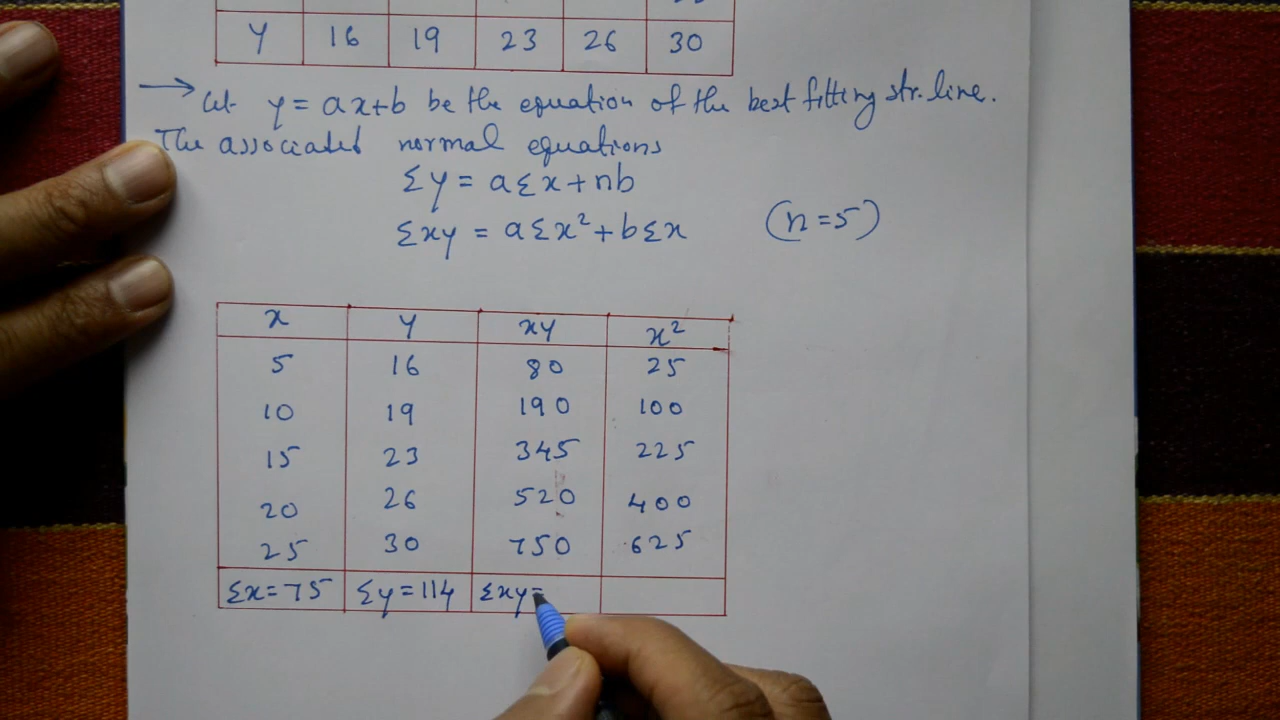 Y 16 19 23 26 30
→ Let y = ax+b be the equation of the best fitting str. line.
The associated normal equations
Σy = aΣx + nb
Σxy = aΣx² + bΣx (n=5)
x y xy x²
5 16 80 25
10 19 190 100
15 23 345 225
20 26 520 400
25 30 750 625
Σx=75 Σy=114 Σxy=